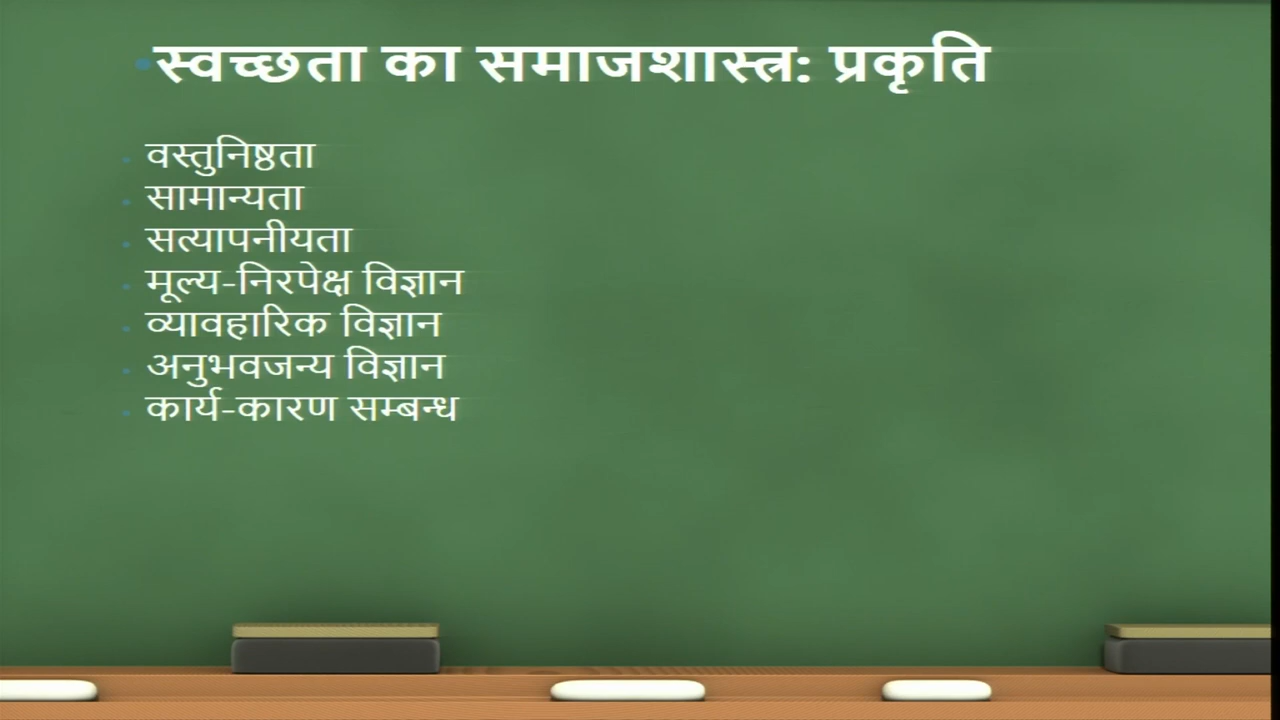 स्वच्छता का समाजशास्त्र: प्रकृति
वस्तुनिष्ठता
सामान्यता
सत्यापनीयता
मूल्य-निरपेक्ष विज्ञान
व्यावहारिक विज्ञान
अनुभवजन्य विज्ञान
कार्य-कारण सम्बन्ध